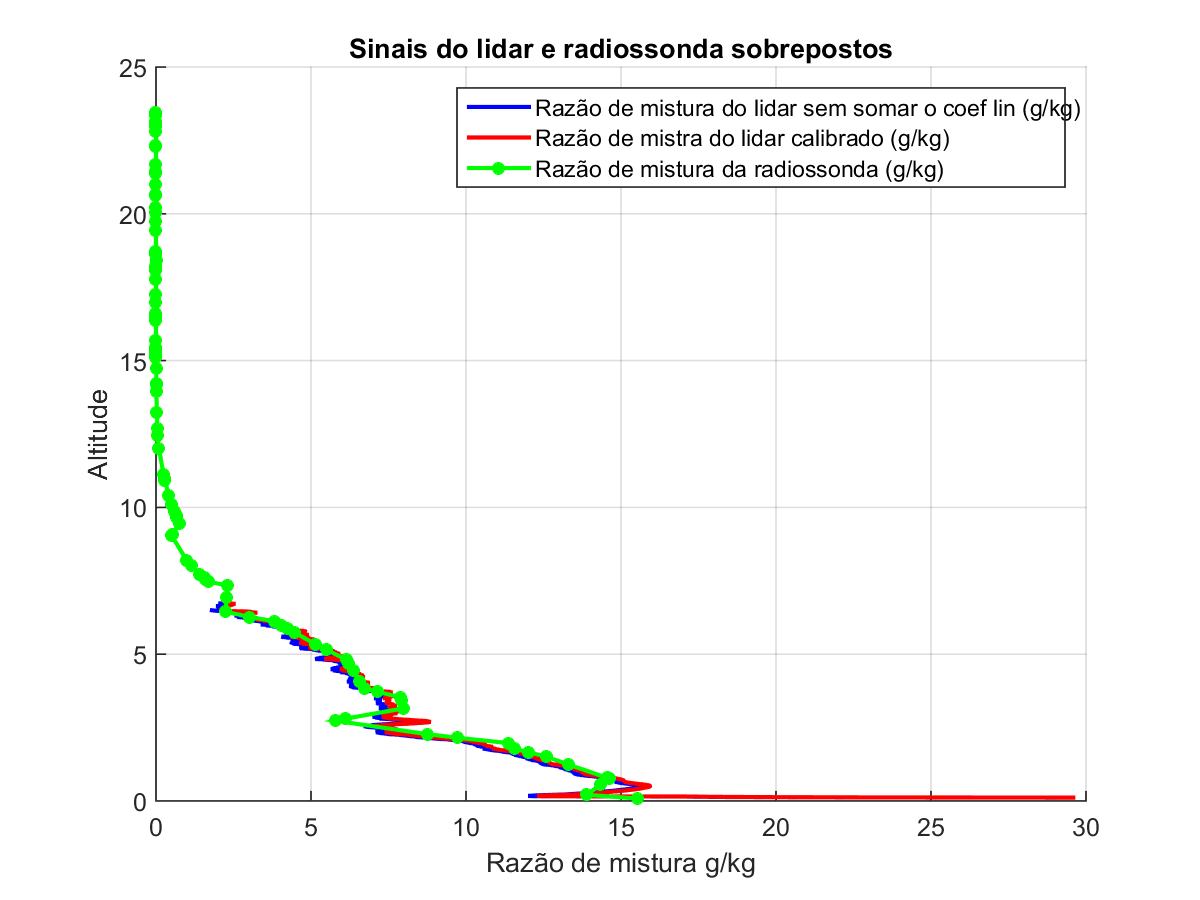 Sinais do lidar e radiossonda sobrepostos
Razão de mistura do lidar sem somar o coef lin (g/kg)
Razão de mistra do lidar calibrado (g/kg)
Razão de mistura da radiossonda (g/kg)
25
20
15
10
5
0
Altitude
0 5 10 15 20 25 30
Razão de mistura g/kg